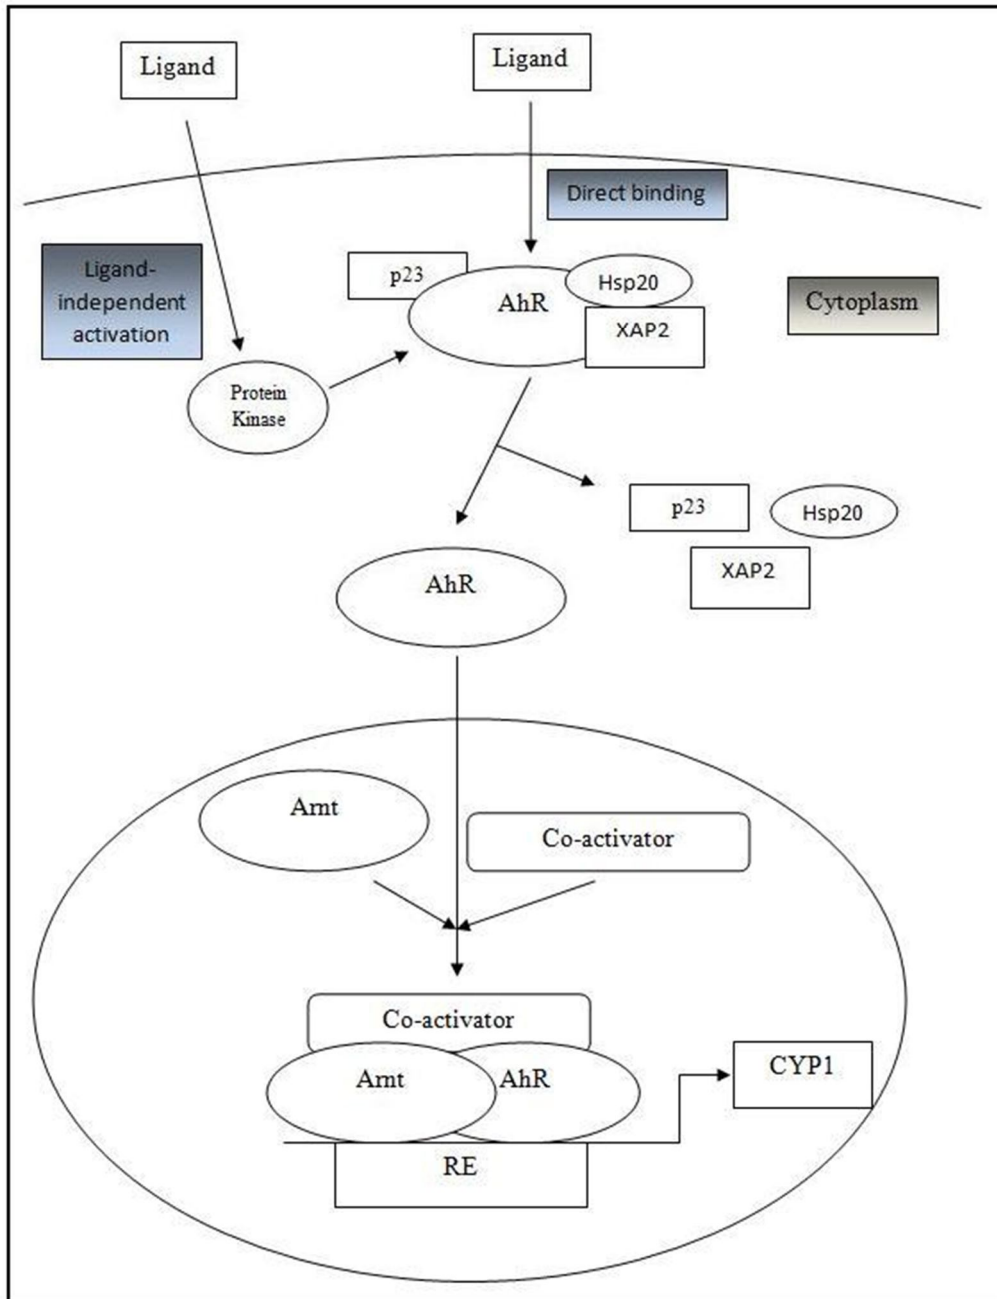 Ligand
Ligand
Direct binding
Ligand-
independent
activation
p23
Hsp20
AhR
XAP2
Cytoplasm
Protein
Kinase
p23
Hsp20
XAP2
AhR
Arnt
Co-activator
Co-activator
Arnt
AhR
CYP1
RE